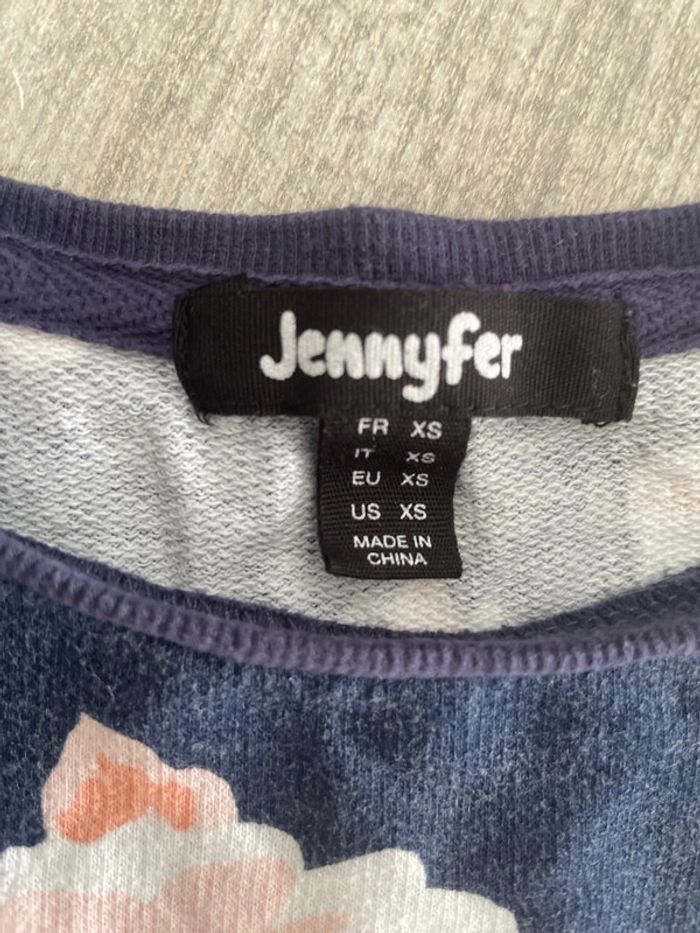 Jennyfer
FR XS
IT XS
EU XS
US XS
MADE IN
CHINA